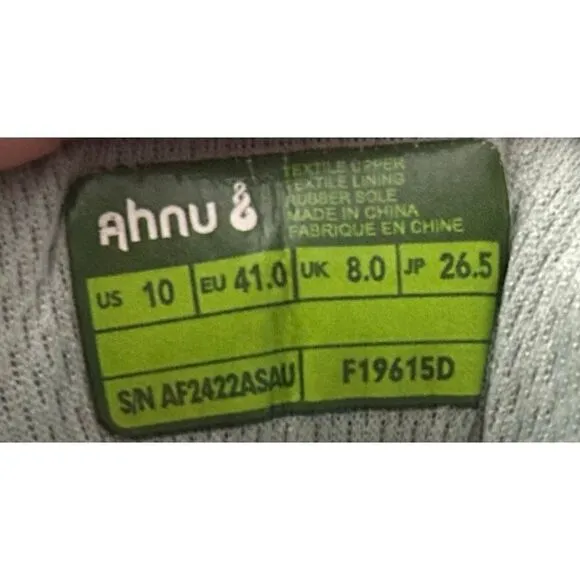 Ahnu
TEXTILE UPPER
TEXTILE LINING
RUBBER SOLE
MADE IN CHINA
FABRIQUE EN CHINE
US 10 EU 41.0 UK 8.0 JP 26.5
S/N AF2422ASAU F19615D